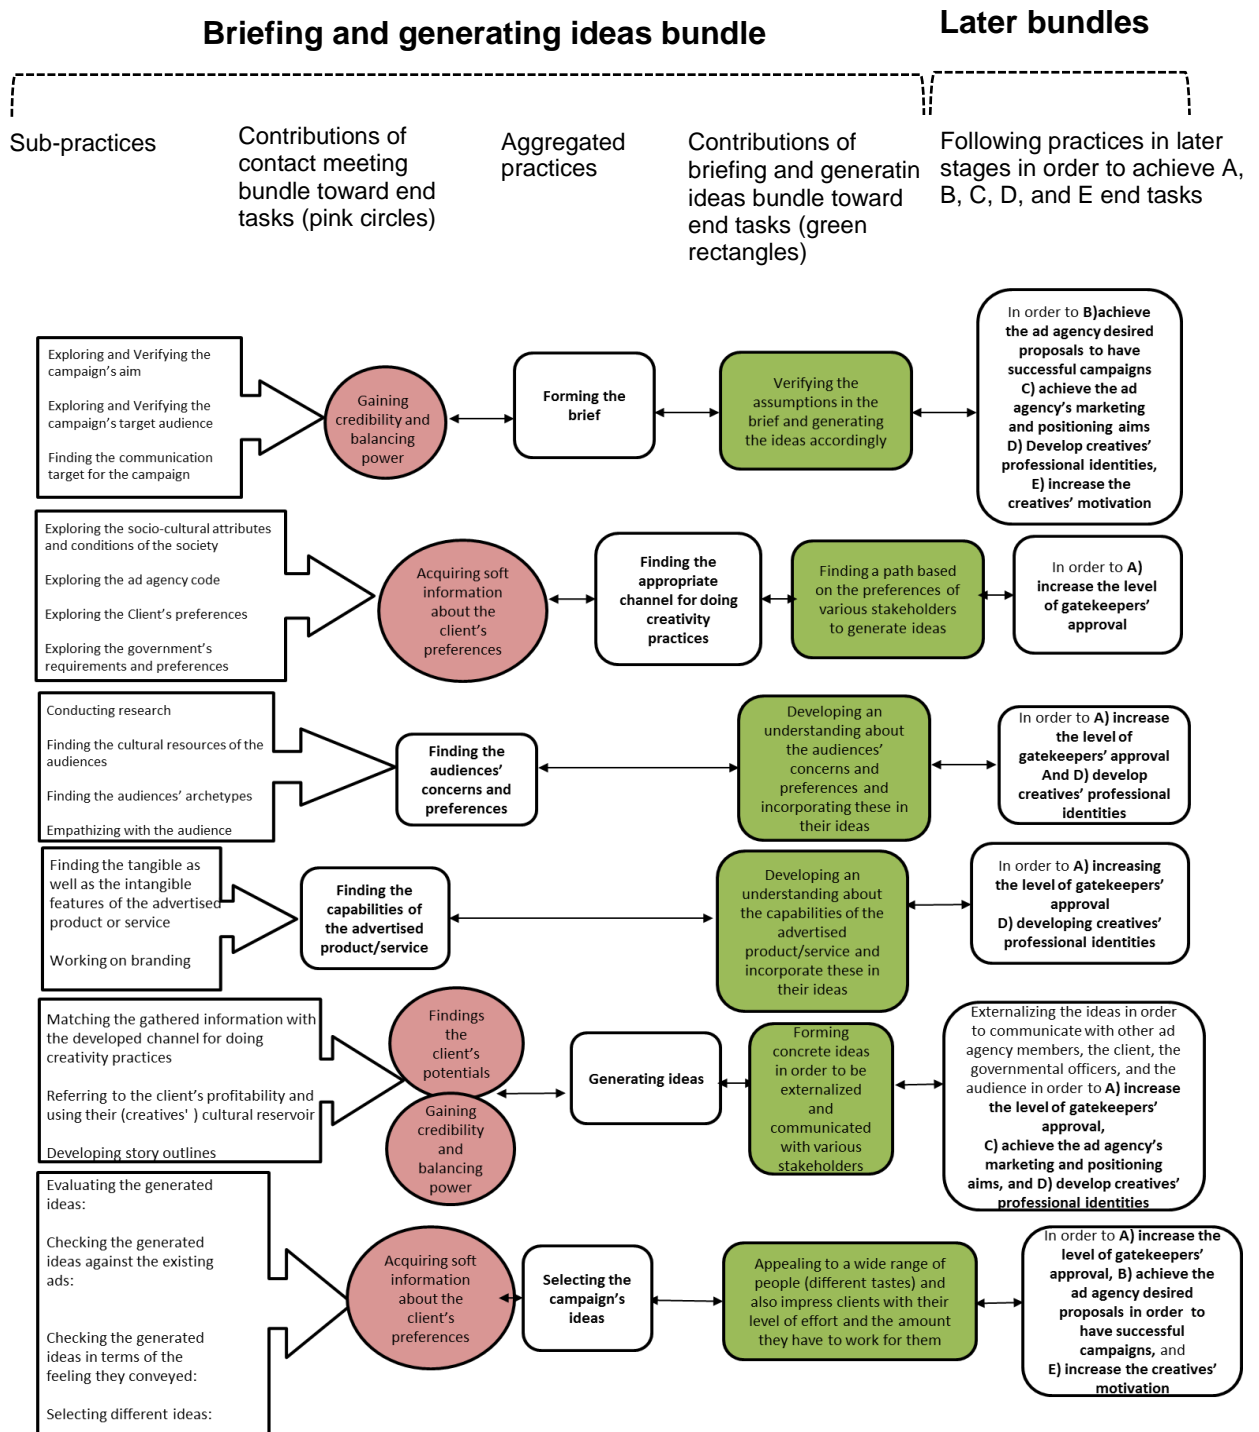 Briefing and generating ideas bundle
Later bundles
Sub-practices
Contributions of
contact meeting
bundle toward end
tasks (pink circles)
Aggregated
practices
Contributions of
briefing and generatin
ideas bundle toward
end tasks (green
rectangles)
Following practices in later
stages in order to achieve A,
B, C, D, and E end tasks
Exploring and Verifying the
campaign's aim
Exploring and Verifying the
campaign's target audience
Finding the communication
target for the campaign
Gaining
credibility and
balancing
power
Forming the
brief
Verifying the
assumptions in
the brief and generating
the ideas accordingly
In order to B)achieve
the ad agency desired
proposals to have
successful campaigns
C) achieve the ad
agency's marketing
and positioning aims
D) Develop creatives'
professional identities,
E) increase the
creatives' motivation
Exploring the socio-cultural attributes
and conditions of the society
Exploring the ad agency code
Exploring the Client's preferences
Exploring the government's
requirements and preferences
Acquiring soft
information
about the
client's
preferences
Finding the
appropriate
channel for doing
creativity
practices
Finding a path based
on the preferences of
various stakeholders
to generate ideas
In order to A)
increase the level
of gatekeepers'
approval
Conducting research
Finding the cultural resources of the
audiences
Finding the audiences' archetypes
Empathizing with the audience
Finding the
audiences'
concerns and
preferences
Developing an
understanding about
the audiences'
concerns and
preferences and
incorporating these in
their ideas
In order to A) increase
the level of
gatekeepers' approval
And D) develop
creatives' professional
identities
Finding the tangible as
well as the intangible
features of the advertised
product or service
Working on branding
Finding the
capabilities of
the advertised
product/service
Developing an
understanding about
the capabilities of the
advertised
product/service and
incorporate these in
their ideas
In order to A) increasing
the level of gatekeepers'
approval
D) developing creatives'
professional identities
Matching the gathered information with
the developed channel for doing
creativity practices
Referring to the client's profitability and
using their (creatives' ) cultural reservoir
Developing story outlines
Findings
the
client's
potentials
Gaining
credibility
and
balancing
power
Generating ideas
Forming
concrete ideas
in order to be
externalized
and
communicated
with various
stakeholders
Externalizing the ideas in order
to communicate with other ad
agency members, the client, the
governmental officers, and the
audience in order to A) increase
the level of gatekeepers'
approval,
C) achieve the ad agency's
marketing and positioning
aims, and D) develop creatives'
professional identities
Evaluating the generated
ideas:
Checking the generated
ideas against the existing
ads:
Checking the generated
ideas in terms of the
feeling they conveyed:
Selecting different ideas:
Acquiring soft
information
about the
client's
preferences
Selecting the
campaign's
ideas
Appealing to a wide range of
people (different tastes) and
also impress clients with their
level of effort and the amount
they have to work for them
In order to A) increase the
level of gatekeepers'
approval, B) achieve the
ad agency desired
proposals in order to
have successful
campaigns, and
E) increase the creatives'
motivation